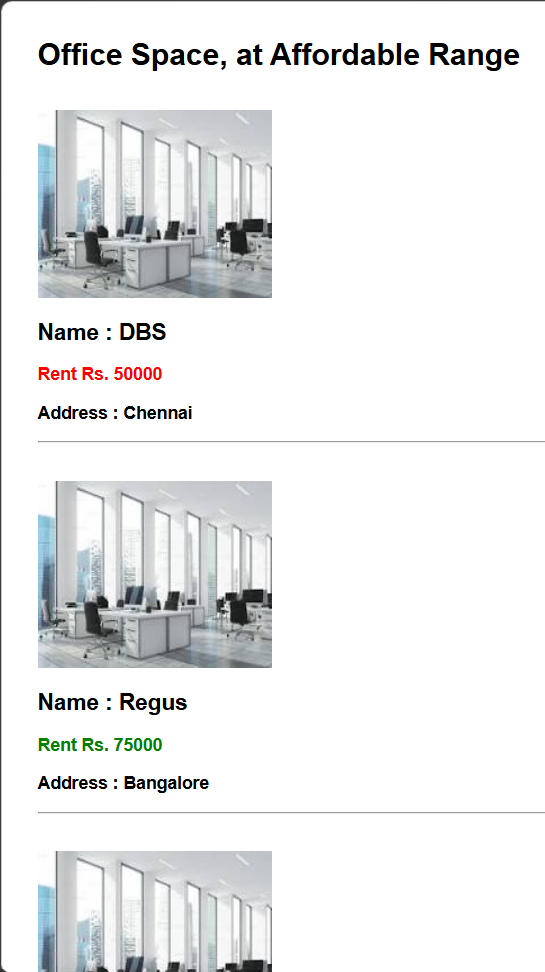 Office Space, at Affordable Range
Name : DBS
Rent Rs. 50000
Address : Chennai
Name : Regus
Rent Rs. 75000
Address : Bangalore